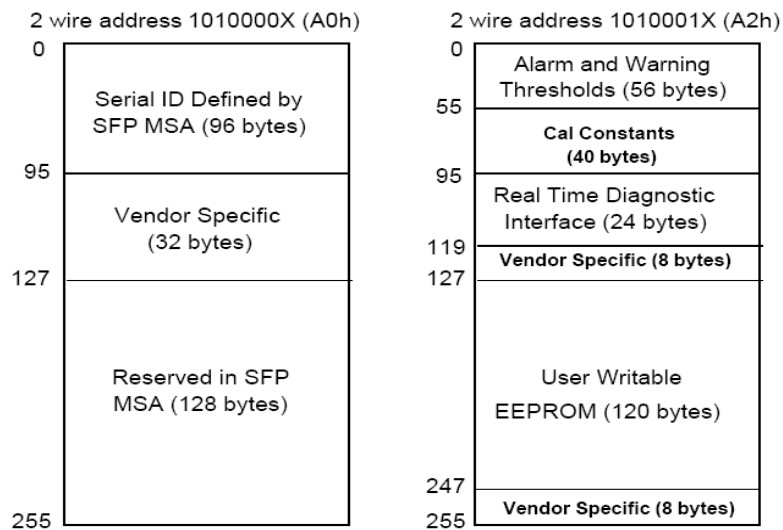 2 wire address 1010000X (A0h)
0
Serial ID Defined by
SFP MSA (96 bytes)
95
Vendor Specific
(32 bytes)
127
Reserved in SFP
MSA (128 bytes)
255
2 wire address 1010001X (A2h)
0
Alarm and Warning
Thresholds (56 bytes)
55
Cal Constants
(40 bytes)
95
Real Time Diagnostic
Interface (24 bytes)
119
Vendor Specific (8 bytes)
127
User Writable
EEPROM (120 bytes)
247
Vendor Specific (8 bytes)
255